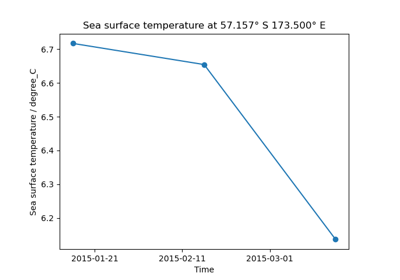 Sea surface temperature at 57.157° S 173.500° E
6.7
6.6
6.5
6.4
6.3
6.2
Sea surface temperature / degree_C
2015-01-21 2015-02-11 2015-03-01
Time